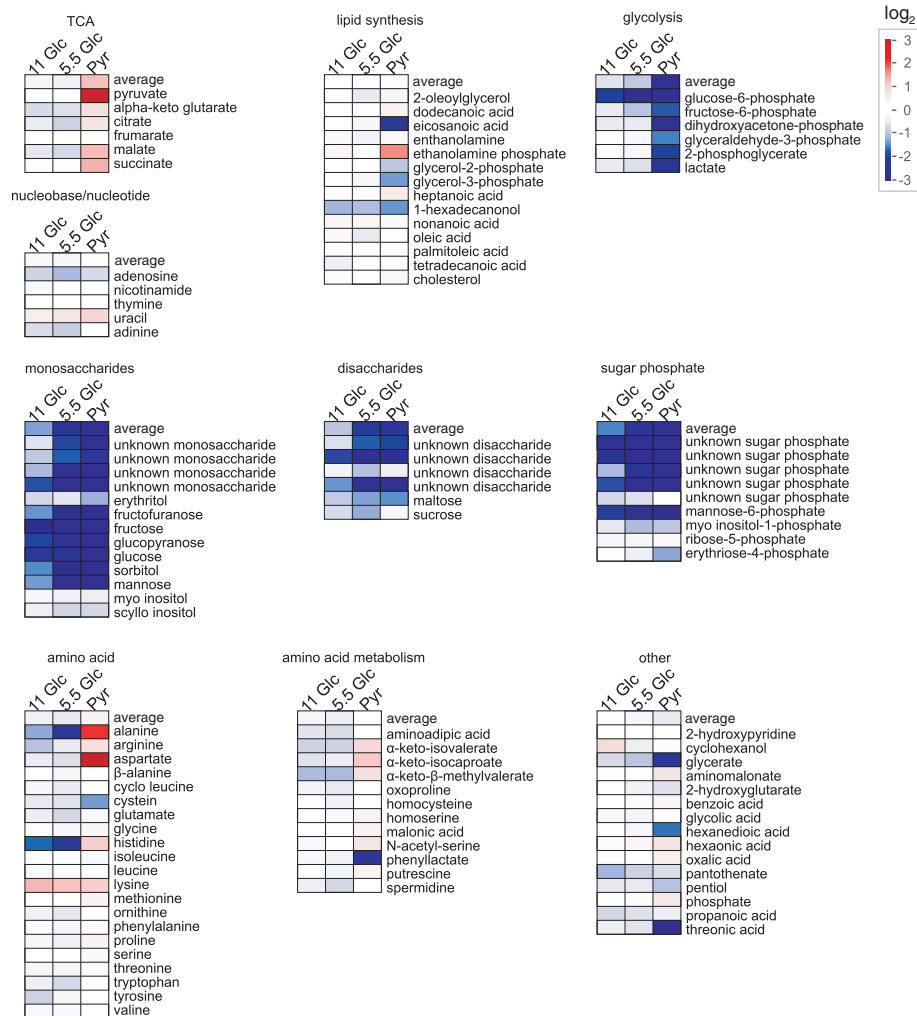 TCA
11 Glc
5.5 Glc
Pyr
average
pyruvate
alpha-keto glutarate
citrate
frumarate
malate
succinate
lipid synthesis
11 Glc
5.5 Glc
Pyr
average
2-oleoylglycerol
dodecanoic acid
eicosanoic acid
enthanolamine
ethanolamine phosphate
glycerol-2-phosphate
glycerol-3-phosphate
heptanoic acid
1-hexadecanonol
nonanoic acid
oleic acid
palmitoleic acid
tetradecanoic acid
cholesterol
glycolysis
11 Glc
5.5 Glc
Pyr
average
glucose-6-phosphate
fructose-6-phosphate
dihydroxyacetone-phosphate
glyceraldehyde-3-phosphate
2-phosphoglycerate
lactate
log2
3
2
1
0
-1
-2
-3
nucleobase/nucleotide
11 Glc
5.5 Glc
Pyr
average
adenosine
nicotinamide
thymine
uracil
adinine
monosaccharides
11 Glc
5.5 Glc
Pyr
average
unknown monosaccharide
unknown monosaccharide
unknown monosaccharide
unknown monosaccharide
erythritol
fructofuranose
fructose
glucopyranose
glucose
sorbitol
mannose
myo inositol
scyllo inositol
disaccharides
11 Glc
5.5 Glc
Pyr
average
unknown disaccharide
unknown disaccharide
unknown disaccharide
unknown disaccharide
maltose
sucrose
sugar phosphate
11 Glc
5.5 Glc
Pyr
average
unknown sugar phosphate
unknown sugar phosphate
unknown sugar phosphate
unknown sugar phosphate
unknown sugar phosphate
mannose-6-phosphate
myo inositol-1-phosphate
ribose-5-phosphate
erythriose-4-phosphate
amino acid
11 Glc
5.5 Glc
Pyr
average
alanine
arginine
aspartate
β-alanine
cyclo leucine
cystein
glutamate
glycine
histidine
isoleucine
leucine
lysine
methionine
ornithine
phenylalanine
proline
serine
threonine
tryptophan
tyrosine
valine
amino acid metabolism
11 Glc
5.5 Glc
Pyr
average
aminoadipic acid
α-keto-isovalerate
α-keto-isocaproate
α-keto-β-methylvalerate
oxoproline
homocysteine
homoserine
malonic acid
N-acetyl-serine
phenyllactate
putrescine
spermidine
other
11 Glc
5.5 Glc
Pyr
average
2-hydroxypyridine
cyclohexanol
glycerate
aminomalonate
2-hydroxyglutarate
benzoic acid
glycolic acid
hexanedioic acid
hexaonic acid
oxalic acid
pantothenate
pentiol
phosphate
propanoic acid
threonic acid